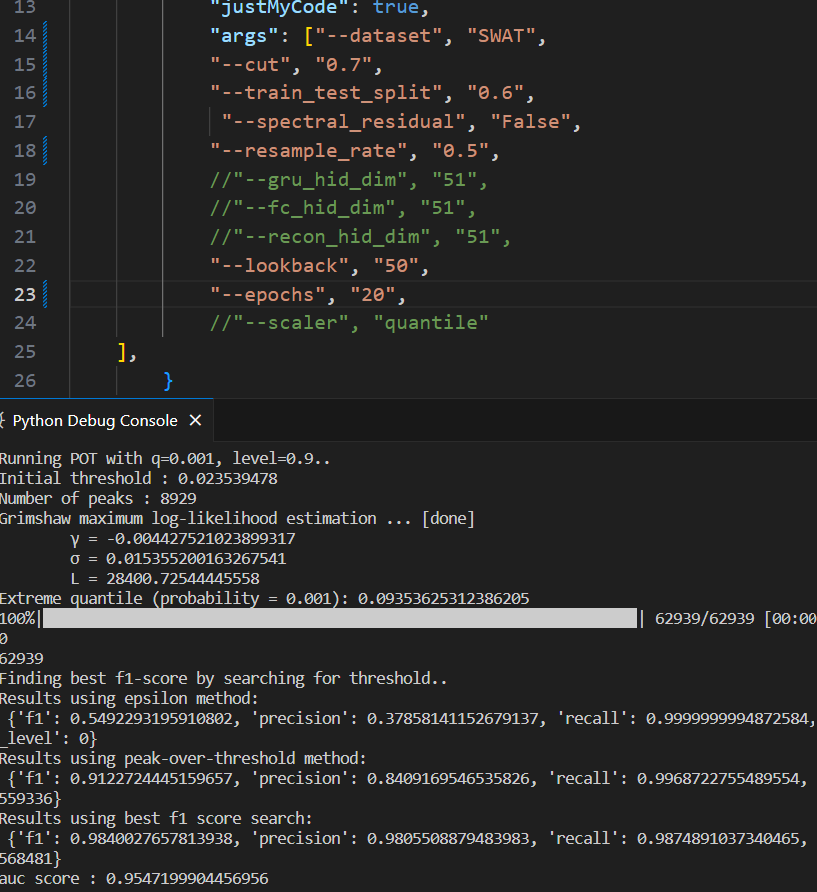 13 "justMyCode": true,
14 "args": ["--dataset", "SWAT",
15 "--cut", "0.7",
16 "--train_test_split", "0.6",
17 "--spectral_residual", "False",
18 "--resample_rate", "0.5",
19 //"--gru_hid_dim", "51",
20 //"--fc_hid_dim", "51",
21 //"--recon_hid_dim", "51",
22 "--lookback", "50",
23 "--epochs", "20",
24 //"--scaler", "quantile"
25 ],
26 }
Python Debug Console ✕
Running POT with q=0.001, level=0.9..
Initial threshold : 0.023539478
Number of peaks : 8929
Grimshaw maximum log-likelihood estimation ... [done]
γ = -0.004427521023899317
σ = 0.015355200163267541
L = 28400.72544445558
Extreme quantile (probability = 0.001): 0.09353625312386205
100%| | 62939/62939 [00:00
0
62939
Finding best f1-score by searching for threshold..
Results using epsilon method:
{'f1': 0.5492293195910802, 'precision': 0.37858141152679137, 'recall': 0.9999999994872584,
_level': 0}
Results using peak-over-threshold method:
{'f1': 0.9122724445159657, 'precision': 0.8409169546535826, 'recall': 0.9968722755489554,
559336}
Results using best f1 score search:
{'f1': 0.9840027657813938, 'precision': 0.9805508879483983, 'recall': 0.9874891037340465,
568481}
auc score : 0.9547199904456956